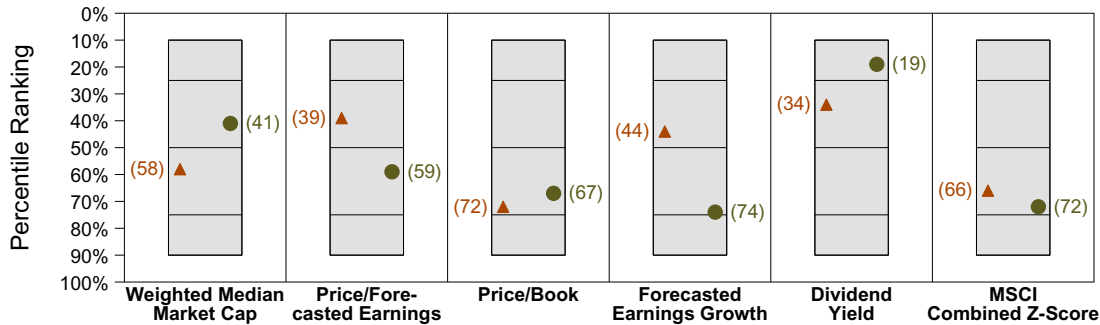 Percentile Ranking
0%
10%
20%
30%
40%
50%
60%
70%
80%
90%
100%
(58)
(41)
(39)
(59)
(72)
(67)
(44)
(74)
(34)
(19)
(66)
(72)
Weighted Median
Market Cap
Price/Fore-
casted Earnings
Price/Book
Forecasted
Earnings Growth
Dividend
Yield
MSCI
Combined Z-Score